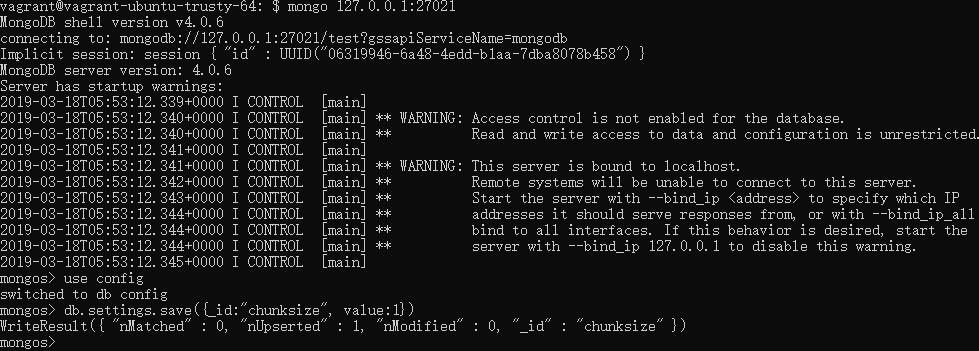 vagrant@vagrant-ubuntu-trusty-64: $ mongo 127.0.0.1:27021
MongoDB shell version v4.0.6
connecting to: mongodb://127.0.0.1:27021/test?gssapiServiceName=mongodb
Implicit session: session { "id" : UUID("06319946-6a48-4edd-b1aa-7dba8078b458") }
MongoDB server version: 4.0.6
Server has startup warnings:
2019-03-18T05:53:12.339+0000 I CONTROL  [main]
2019-03-18T05:53:12.340+0000 I CONTROL  [main] ** WARNING: Access control is not enabled for the database.
2019-03-18T05:53:12.340+0000 I CONTROL  [main] **          Read and write access to data and configuration is unrestricted.
2019-03-18T05:53:12.341+0000 I CONTROL  [main]
2019-03-18T05:53:12.341+0000 I CONTROL  [main] ** WARNING: This server is bound to localhost.
2019-03-18T05:53:12.342+0000 I CONTROL  [main] **          Remote systems will be unable to connect to this server.
2019-03-18T05:53:12.343+0000 I CONTROL  [main] **          Start the server with --bind_ip <address> to specify which IP
2019-03-18T05:53:12.344+0000 I CONTROL  [main] **          addresses it should serve responses from, or with --bind_ip_all
2019-03-18T05:53:12.344+0000 I CONTROL  [main] **          bind to all interfaces. If this behavior is desired, start the
2019-03-18T05:53:12.344+0000 I CONTROL  [main] **          server with --bind_ip 127.0.0.1 to disable this warning.
2019-03-18T05:53:12.345+0000 I CONTROL  [main]
mongos> use config
switched to db config
mongos> db.settings.save({_id:"chunksize", value:1})
WriteResult({ "nMatched" : 0, "nUpserted" : 1, "nModified" : 0, "_id" : "chunksize" })
mongos>